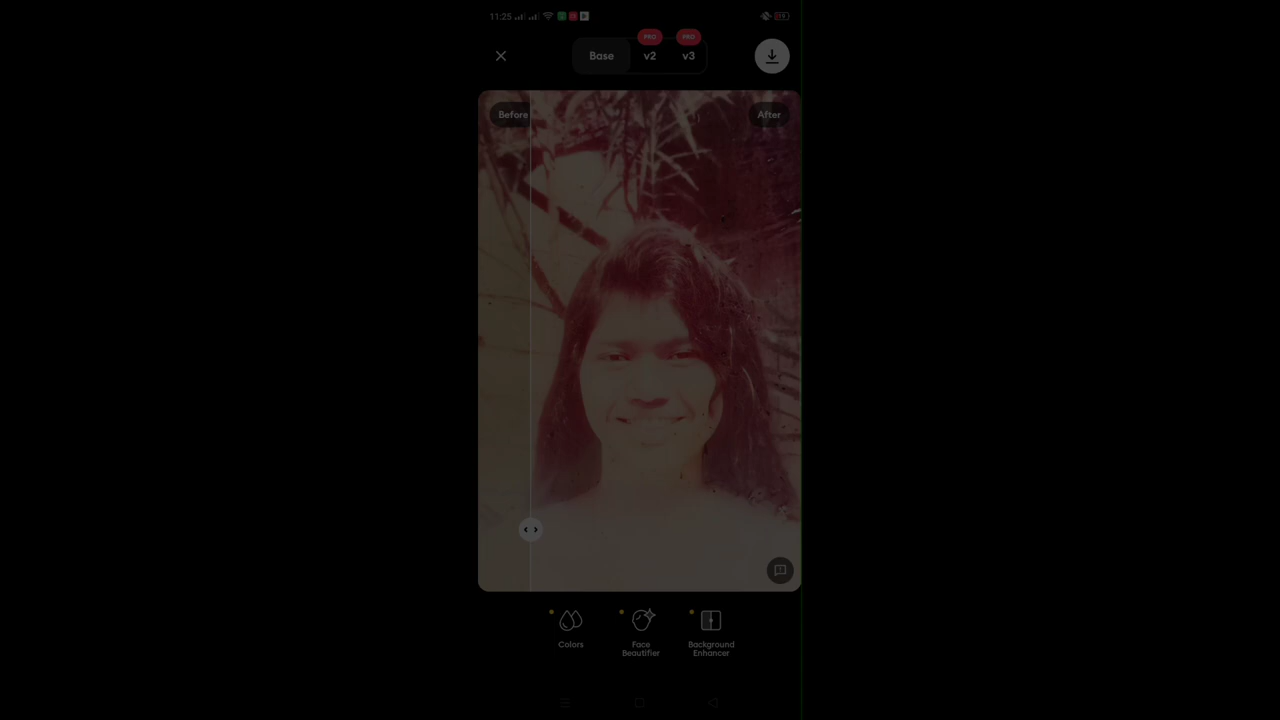 11:25
PRO PRO
Base v2 v3
Before After
Colors Face Background
Beautifier Enhancer